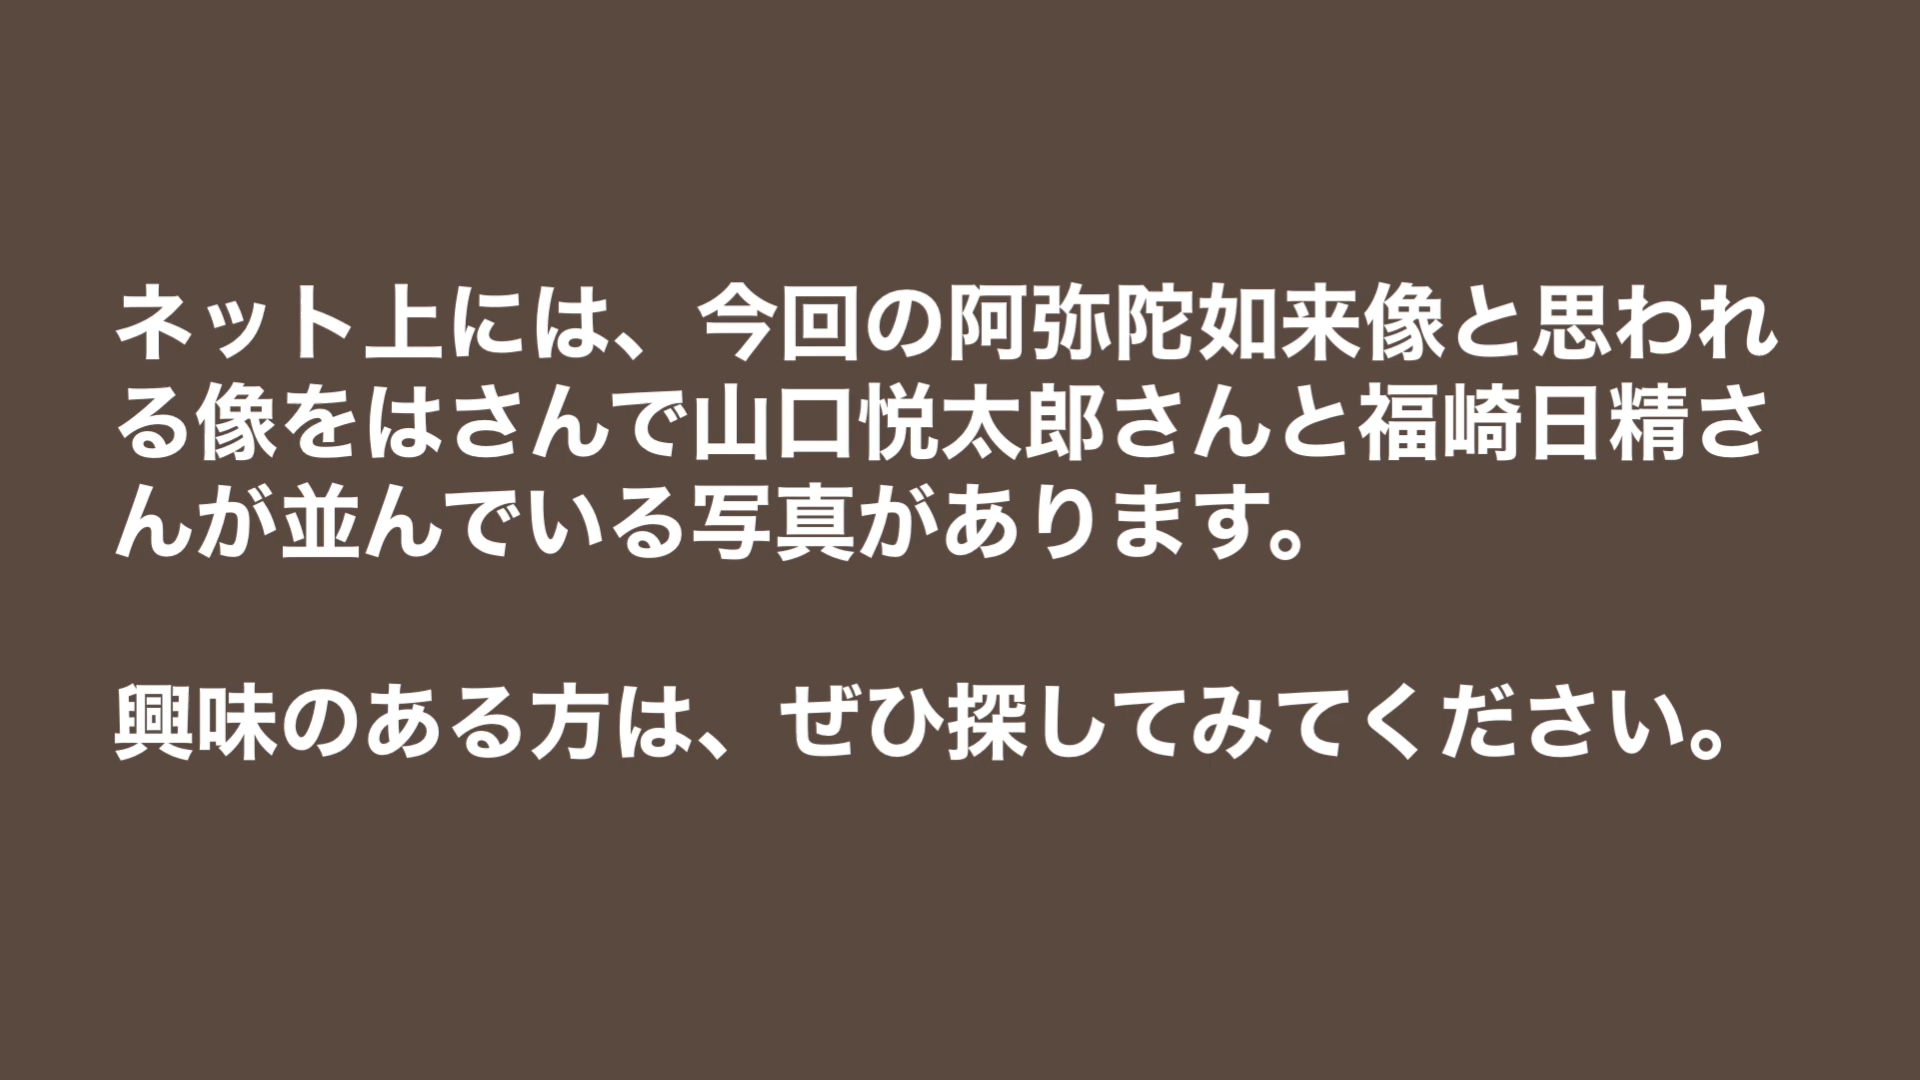 ネット上には、今回の阿弥陀如来像と思われ
る像をはさんで山口悦太郎さんと福崎日精さ
んが並んでいる写真があります。
興味のある方は、ぜひ探してみてください。